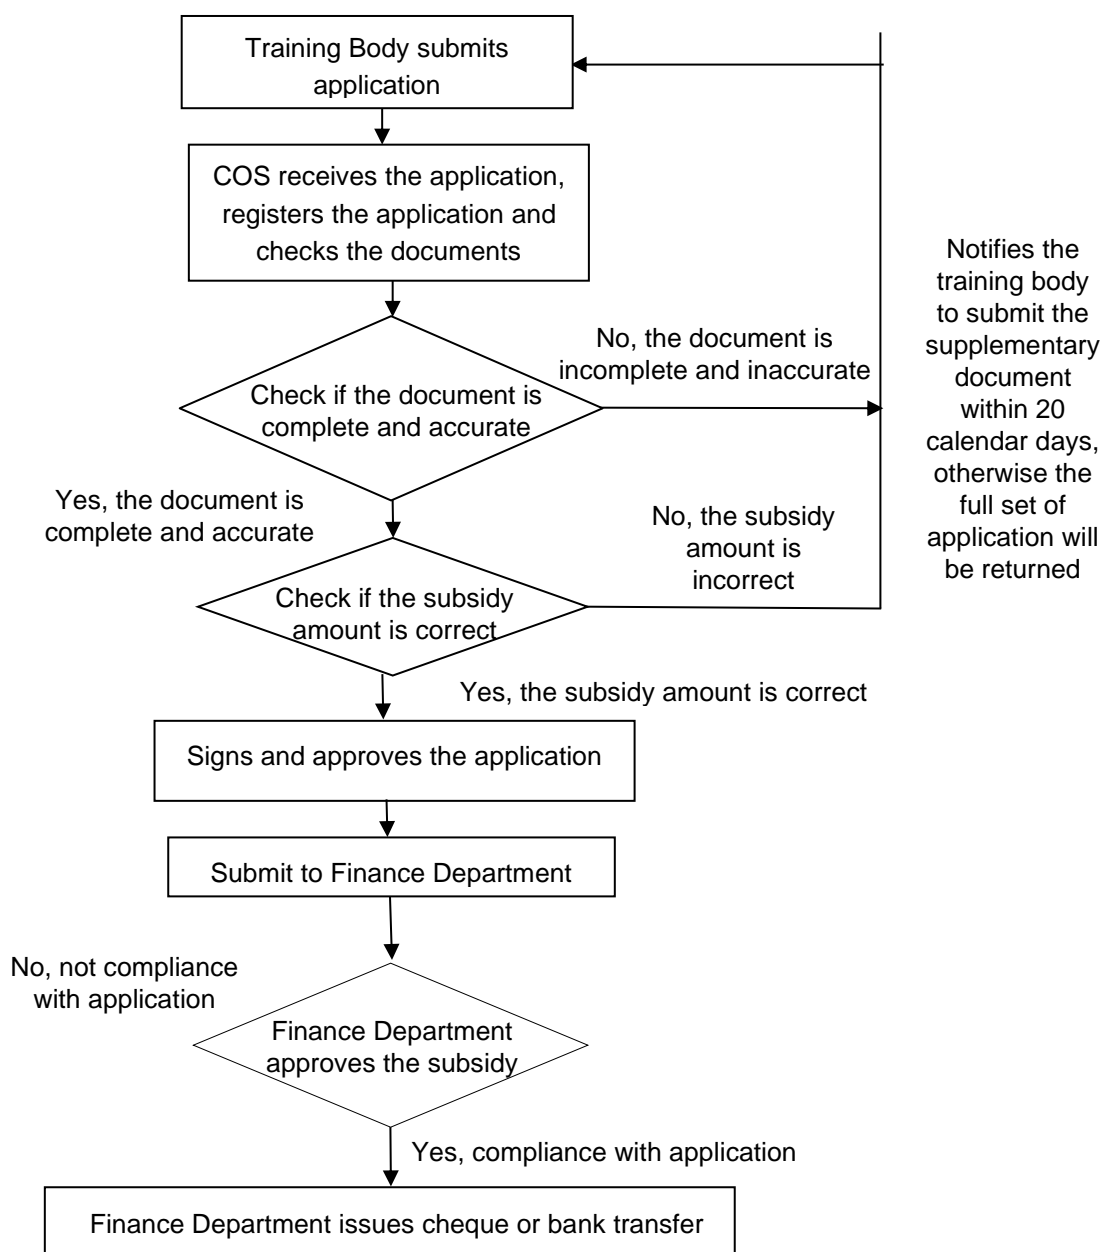 Training Body submits
application
COS receives the application,
registers the application and
checks the documents
No, the document is
incomplete and inaccurate
Check if the document is
complete and accurate
Notifies the
training body
to submit the
supplementary
document
within 20
calendar days,
otherwise the
full set of
application will
be returned
Yes, the document is
complete and accurate
No, the subsidy
amount is
incorrect
Check if the subsidy
amount is correct
Yes, the subsidy amount is correct
Signs and approves the application
Submit to Finance Department
No, not compliance
with application
Finance Department
approves the subsidy
Yes, compliance with application
Finance Department issues cheque or bank transfer